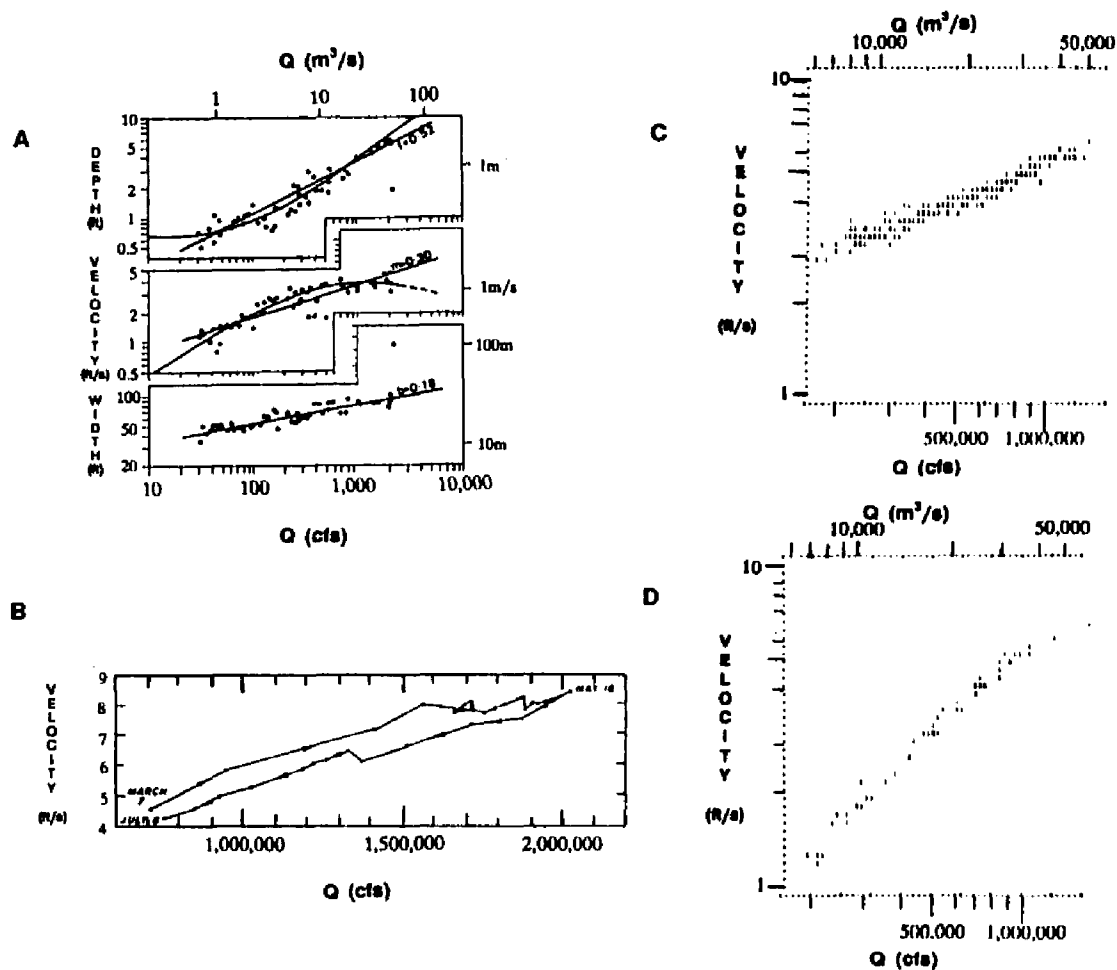 A
Q (m³/s)
1
10
100
DEPTH
(ft)
10
5
2
1
0.5
f=0.52
1m
VELOCITY
(ft/s)
5
2
1
0.5
m=0.30
1m/s
WIDTH
(ft)
100
50
20
b=0.18
100m
10m
10
100
1,000
10,000
Q (cfs)
B
VELOCITY
(ft/s)
9
8
7
6
5
4
MARCH
7
MAY 16
1,000,000
1,500,000
2,000,000
Q (cfs)
C
Q (m³/s)
10,000
50,000
VELOCITY
(ft/s)
10
1
500,000
1,000,000
Q (cfs)
D
Q (m³/s)
10,000
50,000
VELOCITY
(ft/s)
10
1
500.000
1,000,000
Q (cfs)